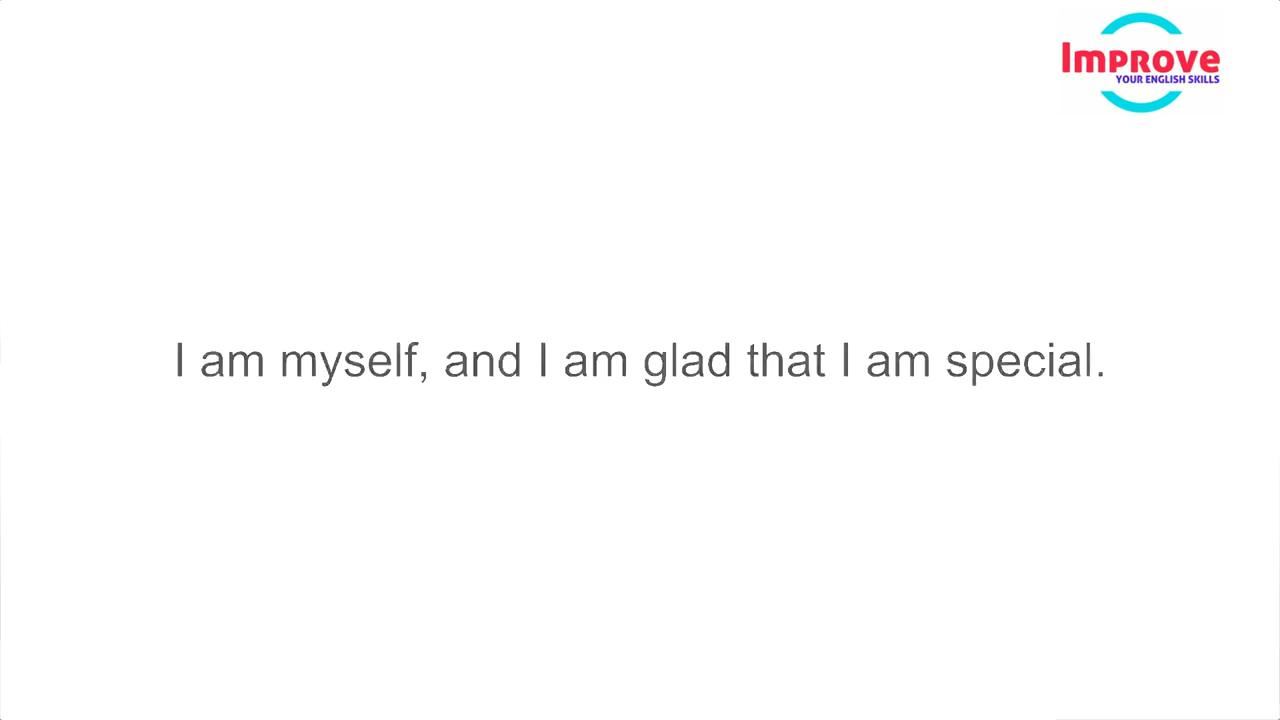 Improve
YOUR ENGLISH SKILLS
I am myself, and I am glad that I am special.